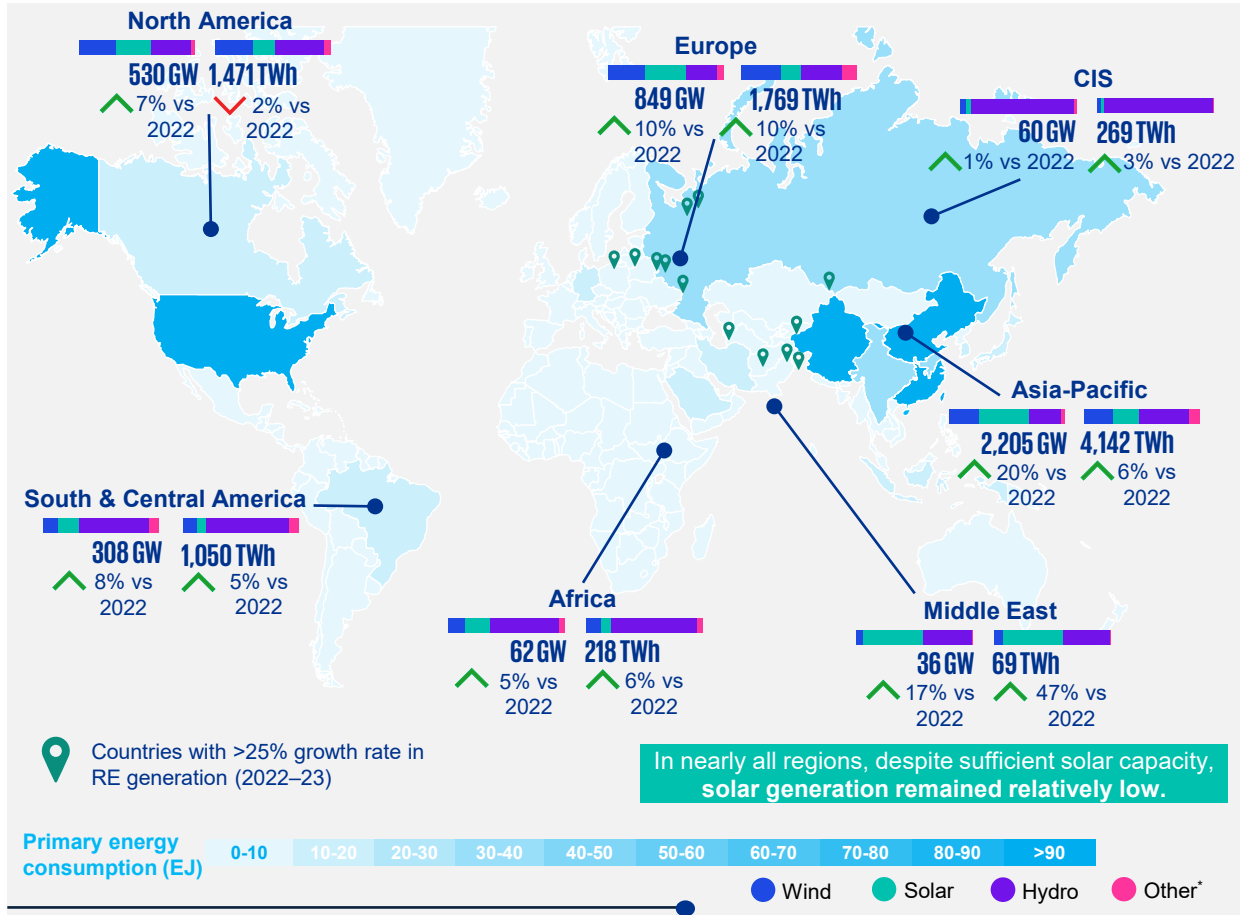 North America
530 GW 1,471 TWh
7% vs
2022
2% vs
2022
Europe
849 GW 1,769 TWh
10% vs
2022
10% vs
2022
CIS
60 GW 269 TWh
1% vs 2022 3% vs 2022
Asia-Pacific
2,205 GW 4,142 TWh
20% vs
2022
6% vs
2022
South & Central America
308 GW 1,050 TWh
8% vs
2022
5% vs
2022
Africa
62 GW 218 TWh
5% vs
2022
6% vs
2022
Middle East
36 GW 69 TWh
17% vs
2022
47% vs
2022
Countries with >25% growth rate in
RE generation (2022–23)
In nearly all regions, despite sufficient solar capacity,
solar generation remained relatively low.
Primary energy
consumption (EJ)
0-10 10-20 20-30 30-40 40-50 50-60 60-70 70-80 80-90 >90
Wind Solar Hydro Other*